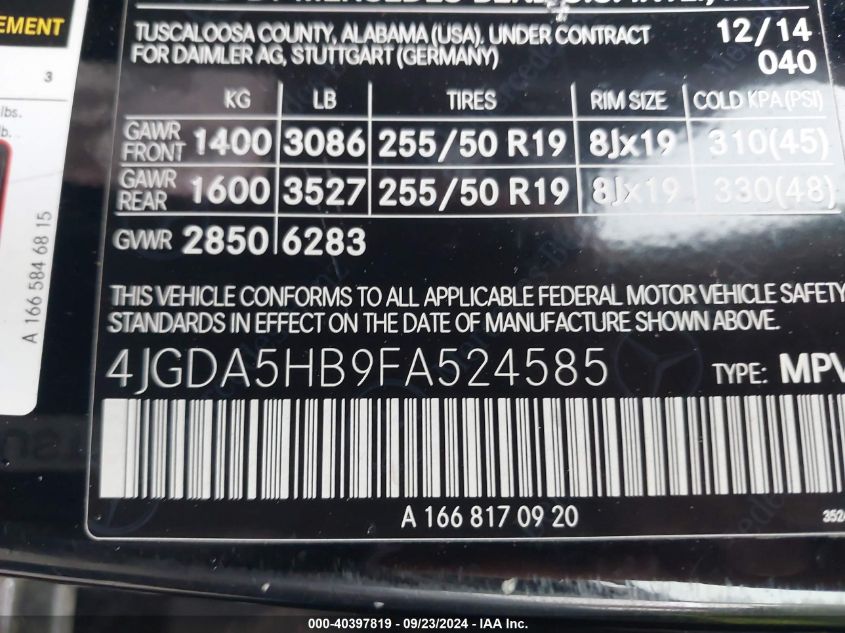 EMENT
TUSCALOOSA COUNTY, ALABAMA (USA). UNDER CONTRACT 12/14
FOR DAIMLER AG, STUTTGART (GERMANY) 040
3
lbs.
KG LB TIRES RIM SIZE COLD KPA(PSI)
GAWR FRONT 1400 3086 255/50 R19 8Jx19 310(45)
GAWR REAR 1600 3527 255/50 R19 8Jx19 330(48)
GVWR 2850 6283
A 166 584 68 15
THIS VEHICLE CONFORMS TO ALL APPLICABLE FEDERAL MOTOR VEHICLE SAFETY
STANDARDS IN EFFECT ON THE DATE OF MANUFACTURE SHOWN ABOVE.
4JGDA5HB9FA524585 TYPE: MPV
A 166 817 09 20
000-40397819 - 09/23/2024 - IAA Inc.